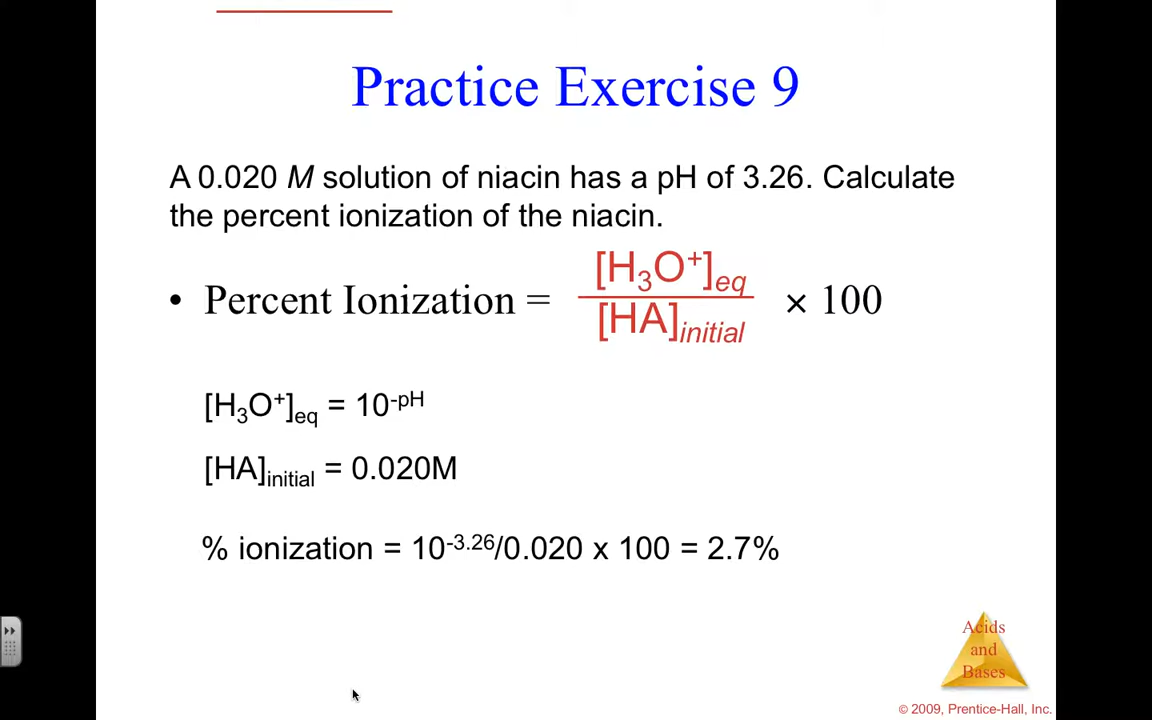 Practice Exercise 9
A 0.020 M solution of niacin has a pH of 3.26. Calculate
the percent ionization of the niacin.
• Percent Ionization = [H₃O⁺]eq / [HA]initial × 100
[H₃O⁺]eq = 10⁻ᵖᴴ
[HA]initial = 0.020M
% ionization = 10⁻³·²⁶/0.020 x 100 = 2.7%
Acids
and
Bases
© 2009, Prentice-Hall, Inc.